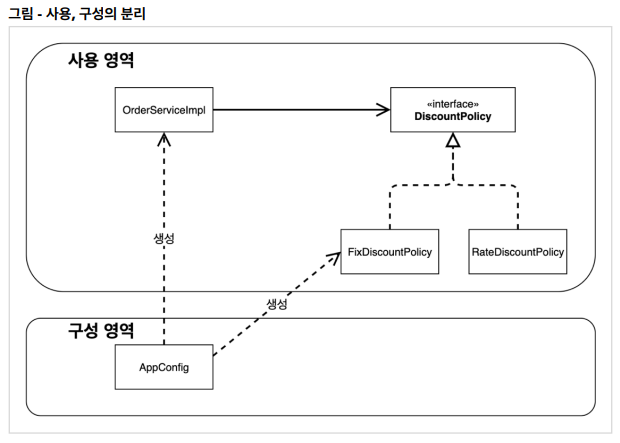 그림 - 사용, 구성의 분리
사용 영역
OrderServiceImpl
«interface»
DiscountPolicy
생성
FixDiscountPolicy
RateDiscountPolicy
생성
구성 영역
AppConfig